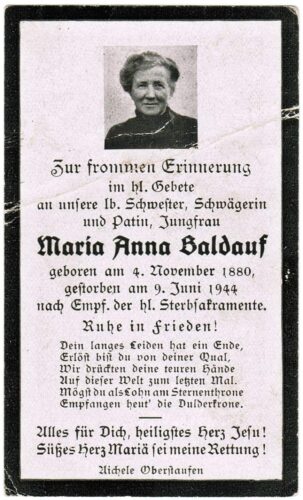 Zur frommen Erinnerung
im hl. Gebete
an unsere lb. Schwester, Schwägerin
und Patin, Jungfrau
Maria Anna Baldauf
geboren am 4. November 1880,
gestorben am 9. Juni 1944
nach Empf. der hl. Sterbsakramente.
Ruhe in Frieden!
Dein langes Leiden hat ein Ende,
Erlöst bist du von deiner Qual,
Wir drückten deine teuren Hände
Auf dieser Welt zum letzten Mal.
Mögst du als Lohn am Sternenthrone
Empfangen heut' die Dulderkrone.
Alles für Dich, heiligstes Herz Jesu!
Süßes Herz Mariä sei meine Rettung!
Aichele Oberstaufen